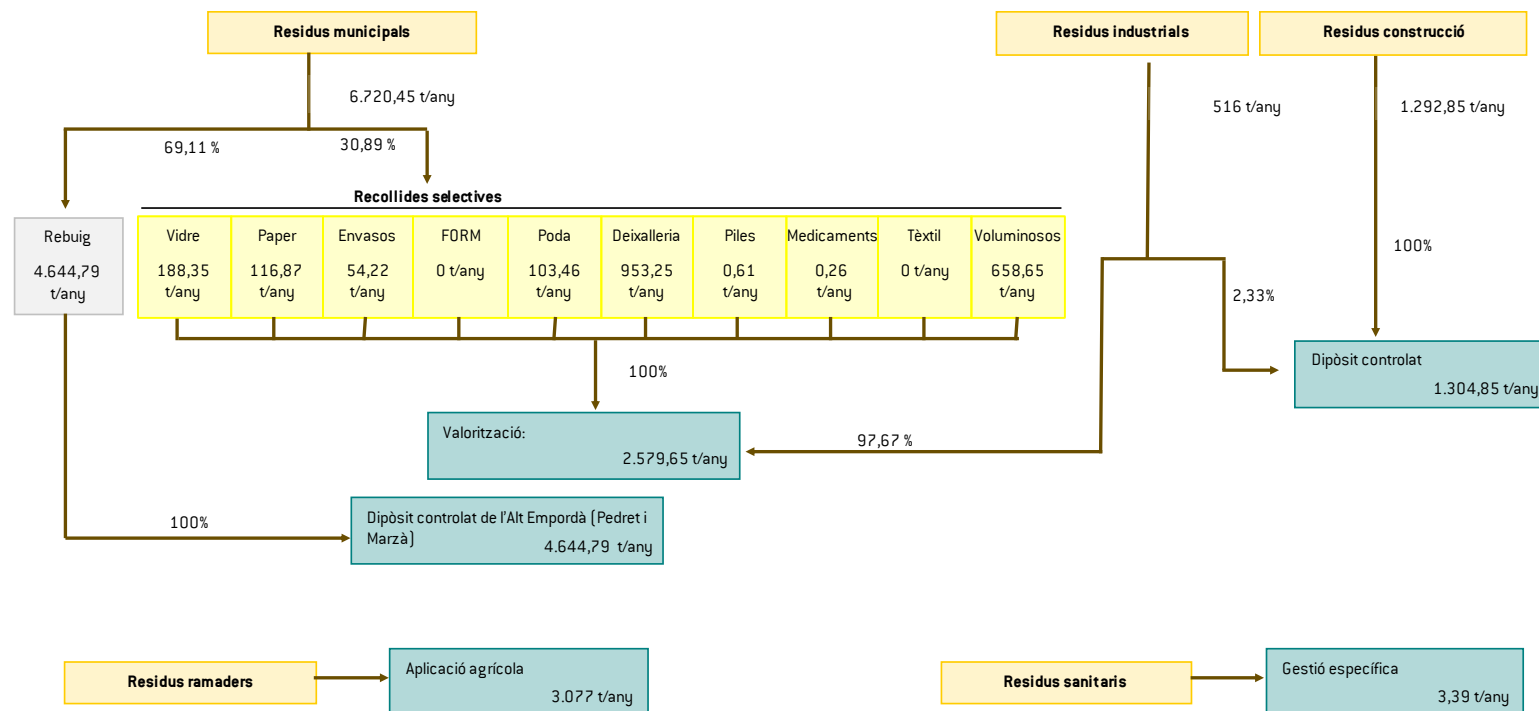 Residus municipals
Residus industrials
Residus construcció
6.720,45 t/any
516 t/any
1.292,85 t/any
69,11 %
30,89 %
Recollides selectives
Rebuig
4.644,79
t/any
Vidre
188,35
t/any
Paper
116,87
t/any
Envasos
54,22
t/any
FORM
0 t/any
Poda
103,46
t/any
Deixalleria
953,25
t/any
Piles
0,61
t/any
Medicaments
0,26
t/any
Tèxtil
0 t/any
Voluminosos
658,65
t/any
100%
2,33%
Dipòsit controlat
1.304,85 t/any
100%
Valorització:
2.579,65 t/any
97,67 %
100%
Dipòsit controlat de l'Alt Empordà (Pedret i
Marzà)
4.644,79 t/any
Residus ramaders
Aplicació agrícola
3.077 t/any
Residus sanitaris
Gestió específica
3,39 t/any